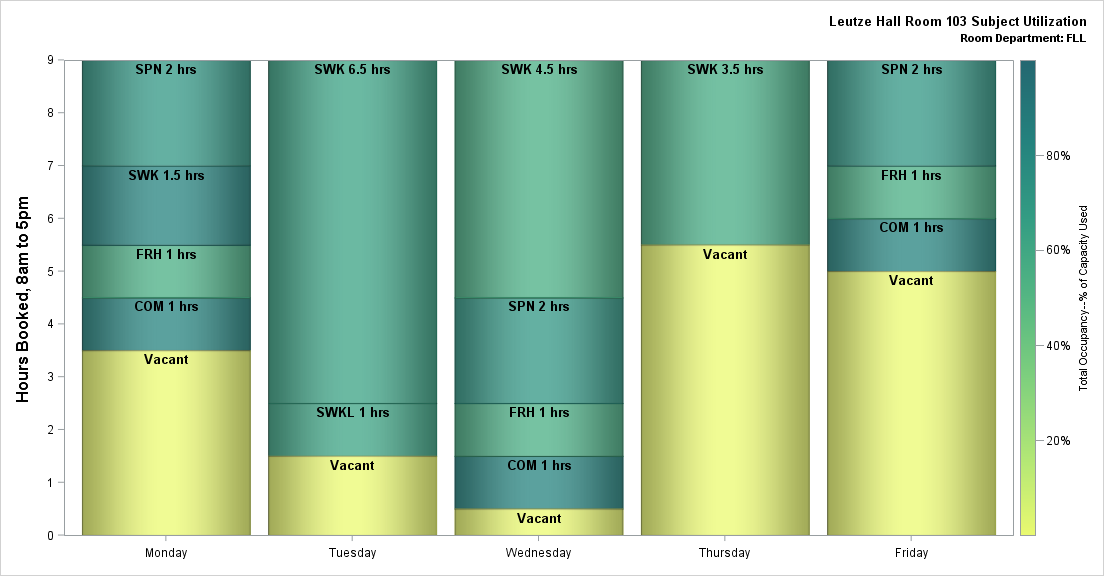 Leutze Hall Room 103 Subject Utilization
Room Department: FLL
Hours Booked, 8am to 5pm
9
8
7
6
5
4
3
2
1
0
SPN 2 hrs
SWK 1.5 hrs
FRH 1 hrs
COM 1 hrs
Vacant
SWK 6.5 hrs
SWKL 1 hrs
Vacant
SWK 4.5 hrs
SPN 2 hrs
FRH 1 hrs
COM 1 hrs
Vacant
SWK 3.5 hrs
Vacant
SPN 2 hrs
FRH 1 hrs
COM 1 hrs
Vacant
Monday
Tuesday
Wednesday
Thursday
Friday
80%
60%
40%
20%
Total Occupancy--% of Capacity Used